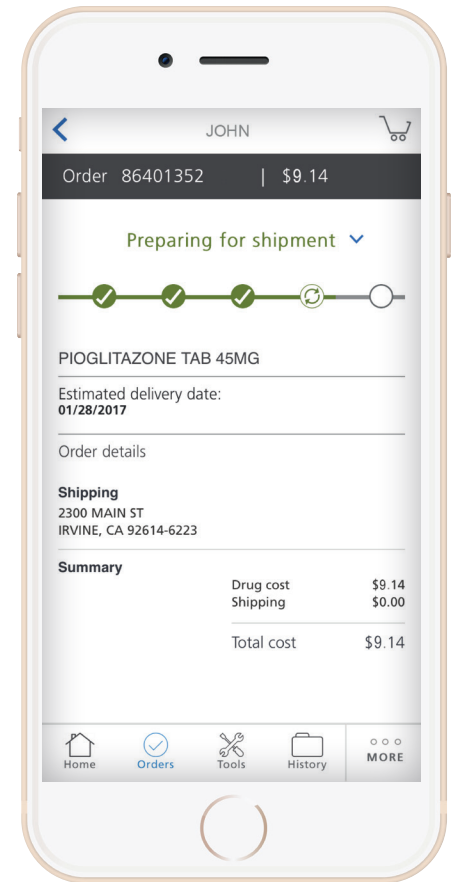 JOHN
Order 86401352 | $9.14
Preparing for shipment
PIOGLITAZONE TAB 45MG
Estimated delivery date:
01/28/2017
Order details
Shipping
2300 MAIN ST
IRVINE, CA 92614-6223
Summary
Drug cost $9.14
Shipping $0.00
Total cost $9.14
Home Orders Tools History MORE